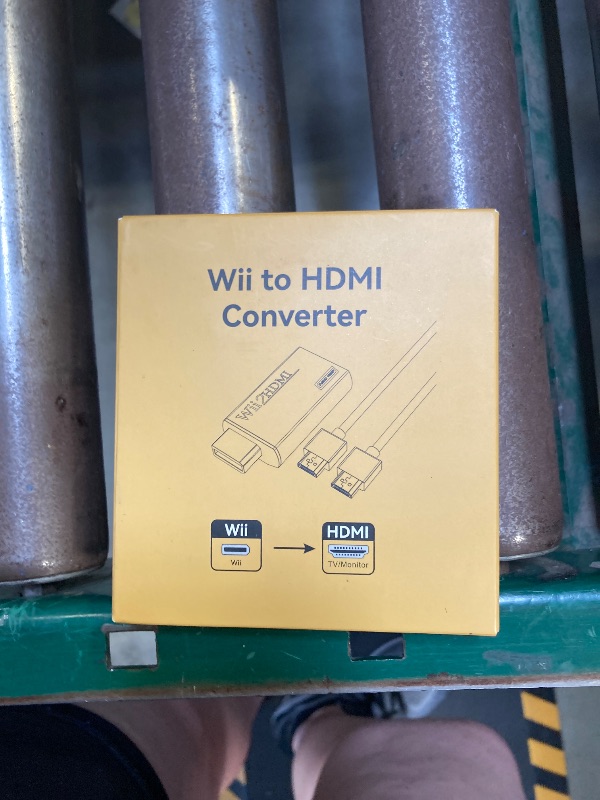 Wii to HDMI
Converter
Wii2HDMI
Wii
Wii
HDMI
TV/Monitor